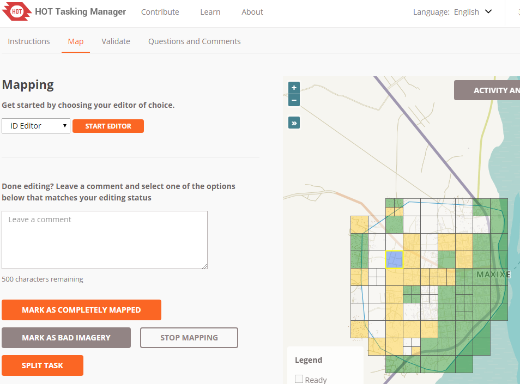 HOT Tasking Manager Contribute Learn About Language: English
Instructions Map Validate Questions and Comments
Mapping
Get started by choosing your editor of choice.
iD Editor START EDITOR
Done editing? Leave a comment and select one of the options
below that matches your editing status
Leave a comment
500 characters remaining
MARK AS COMPLETELY MAPPED
MARK AS BAD IMAGERY STOP MAPPING
SPLIT TASK
+
-
»
ACTIVITY AN
MAXIXE
Legend
Ready